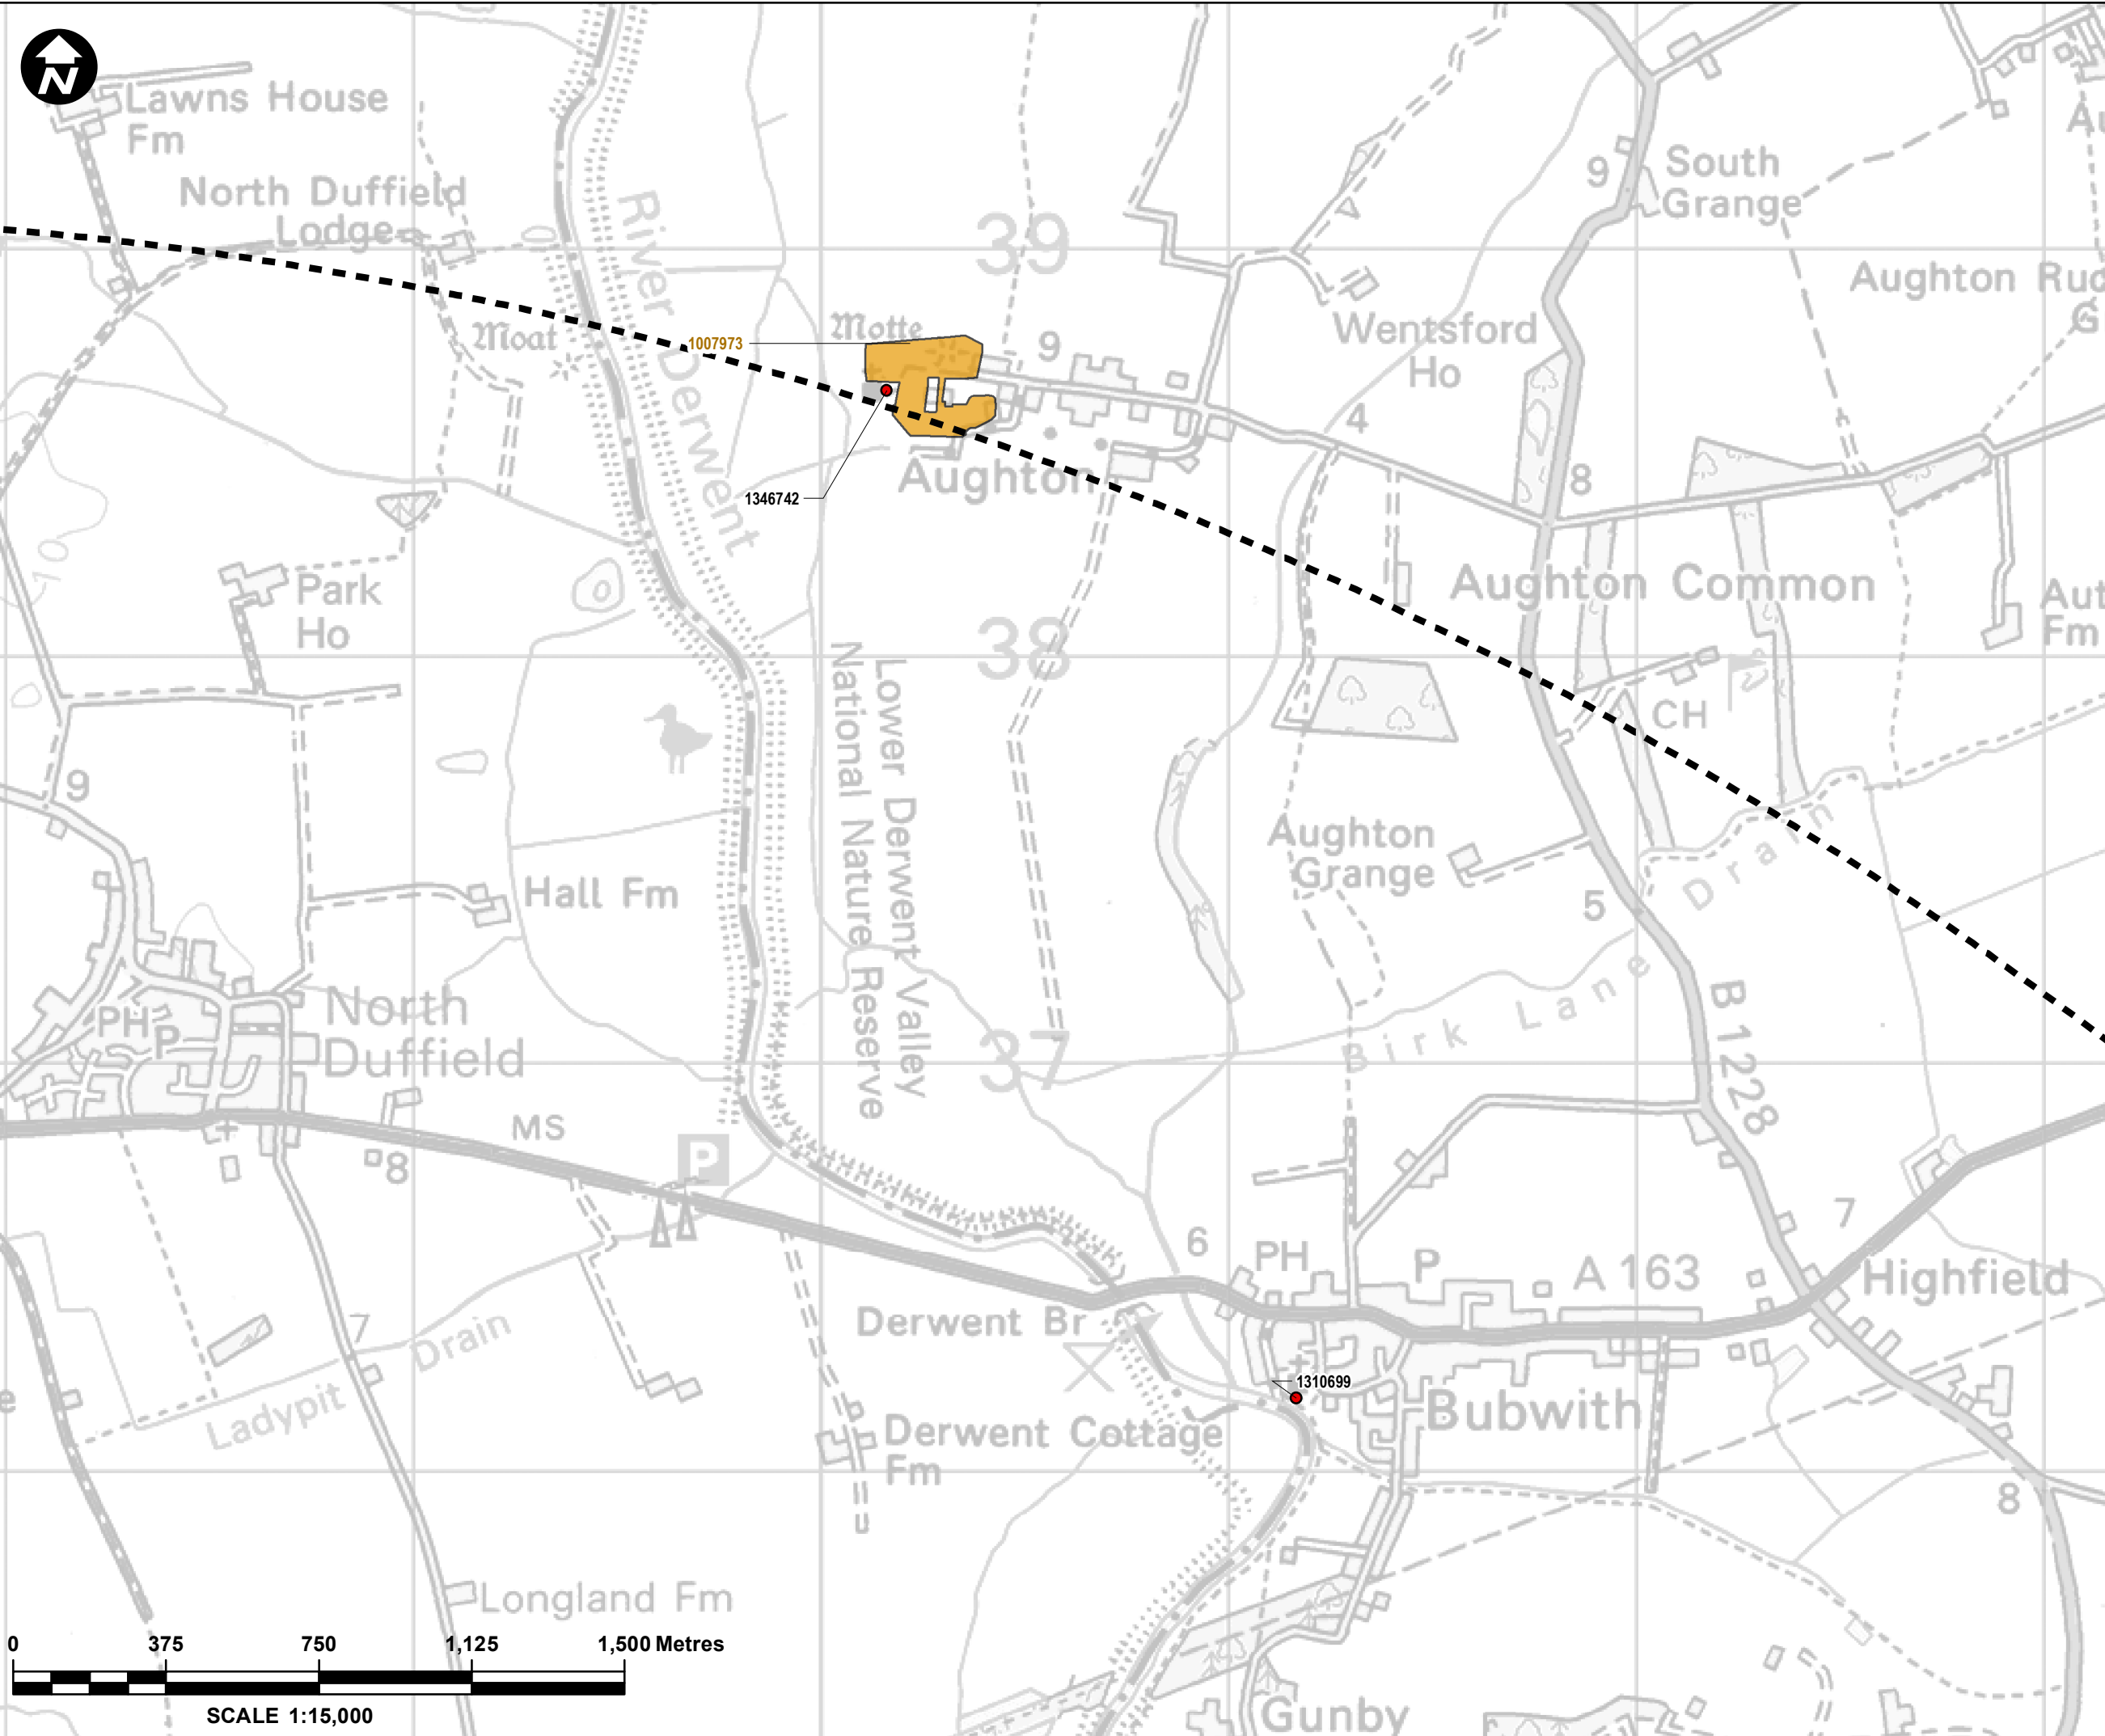 N
Lawns House
Fm
North Duffield
Lodge
River Derwent
39
9
South
Grange
Aughton
Wentsford
Ho
Moat
Motte
1007973
9
4
8
1346742
Aughton
10
Park
Ho
38
Aughton Common
Fm
CH
Lower Derwent Valley
National Nature Reserve
9
Aughton
Grange
Hall Fm
5
Birk Lane Drain
B 1228
North
Duffield
PH
P
37
MS
8
P
6
PH
P
A 163
7
Highfield
7
Ladypit Drain
Derwent Br
1310699
Bubwith
Derwent Cottage
Fm
8
Longland Fm
Gunby
0 375 750 1,125 1,500 Metres
SCALE 1:15,000